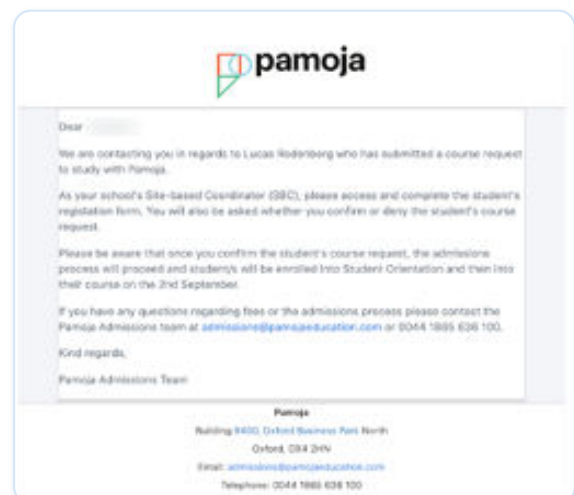 pamoja
Dear
We are contacting you in regards to Lucas Rodenberg who has submitted a course request
to study with Pamoja.
As your school's Site-based Coordinator (SBC), please access and complete the student's
registration form. You will also be asked whether you confirm or deny the student's course
request.
Please be aware that once you confirm the student's course request, the admissions
process will proceed and student/s will be enrolled into Student Orientation and then into
their course on the 2nd September.
If you have any questions regarding fees or the admissions process please contact the
Pamoja Admissions team at admissions@pamojaeducation.com or 0044 1865 636 100.
Kind regards,
Pamoja Admissions Team
Pamoja
Building 9400, Oxford Business Park North
Oxford, OX4 2HN
Email: admissions@pamojaeducation.com
Telephone: 0044 1865 636 100